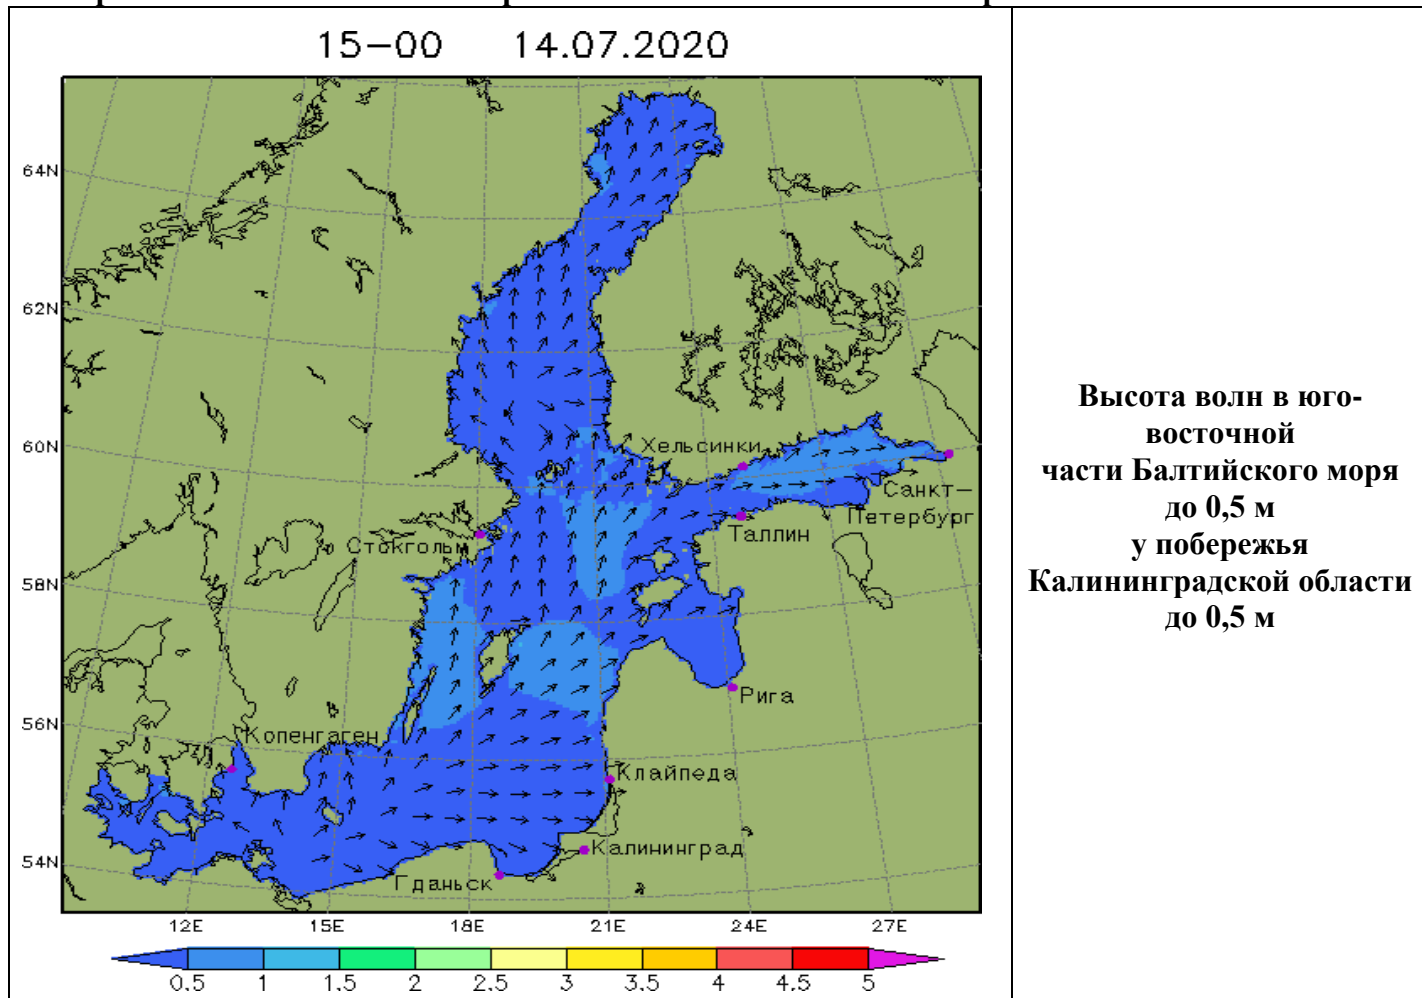 15-00 14.07.2020
64N
62N
60N
58N
56N
54N
Хельсинки
Санкт-
Петербург
Таллин
Стокгольм
Рига
Копенгаген
Клайпеда
Калининград
Гданьск
12E 15E 18E 21E 24E 27E
0,5 1 1,5 2 2,5 3 3,5 4 4,5 5
Высота волн в юго-
восточной
части Балтийского моря
до 0,5 м
у побережья
Калининградской области
до 0,5 м